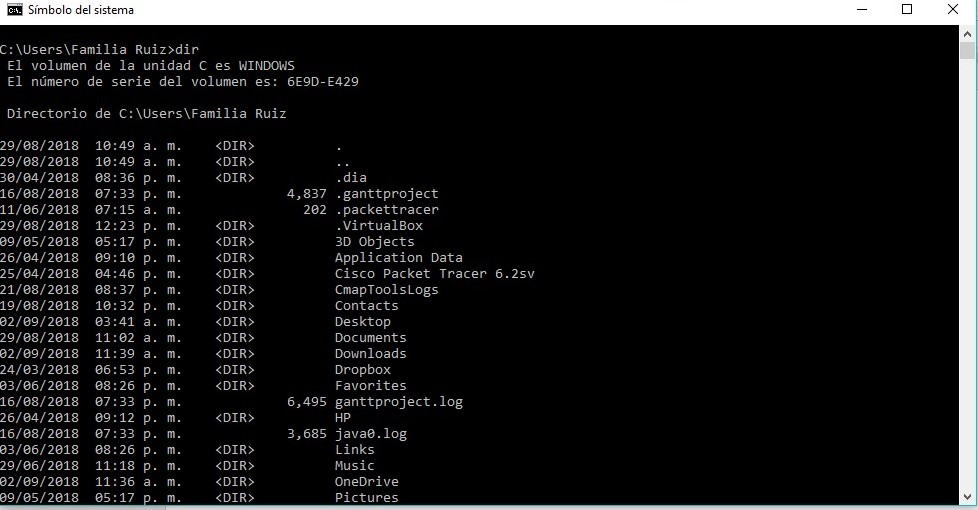 Símbolo del sistema
C:\Users\Familia Ruiz>dir
El volumen de la unidad C es WINDOWS
El número de serie del volumen es: 6E9D-E429
Directorio de C:\Users\Familia Ruiz
29/08/2018 10:49 a. m. <DIR> .
29/08/2018 10:49 a. m. <DIR> ..
30/04/2018 08:36 p. m. <DIR> .dia
16/08/2018 07:33 p. m. 4,837 .ganttproject
11/06/2018 07:15 a. m. 202 .packettracer
29/08/2018 12:23 p. m. <DIR> .VirtualBox
09/05/2018 05:17 p. m. <DIR> 3D Objects
26/04/2018 09:10 p. m. <DIR> Application Data
25/04/2018 04:46 p. m. <DIR> Cisco Packet Tracer 6.2sv
21/08/2018 08:37 p. m. <DIR> CmapToolsLogs
19/08/2018 10:32 p. m. <DIR> Contacts
02/09/2018 03:41 a. m. <DIR> Desktop
29/08/2018 11:02 a. m. <DIR> Documents
02/09/2018 11:39 a. m. <DIR> Downloads
24/03/2018 06:53 p. m. <DIR> Dropbox
03/06/2018 08:26 p. m. <DIR> Favorites
16/08/2018 07:33 p. m. 6,495 ganttproject.log
26/04/2018 09:12 p. m. <DIR> HP
16/08/2018 07:33 p. m. 3,685 java0.log
03/06/2018 08:26 p. m. <DIR> Links
29/06/2018 11:18 p. m. <DIR> Music
02/09/2018 11:36 a. m. <DIR> OneDrive
09/05/2018 05:17 p. m. <DIR> Pictures